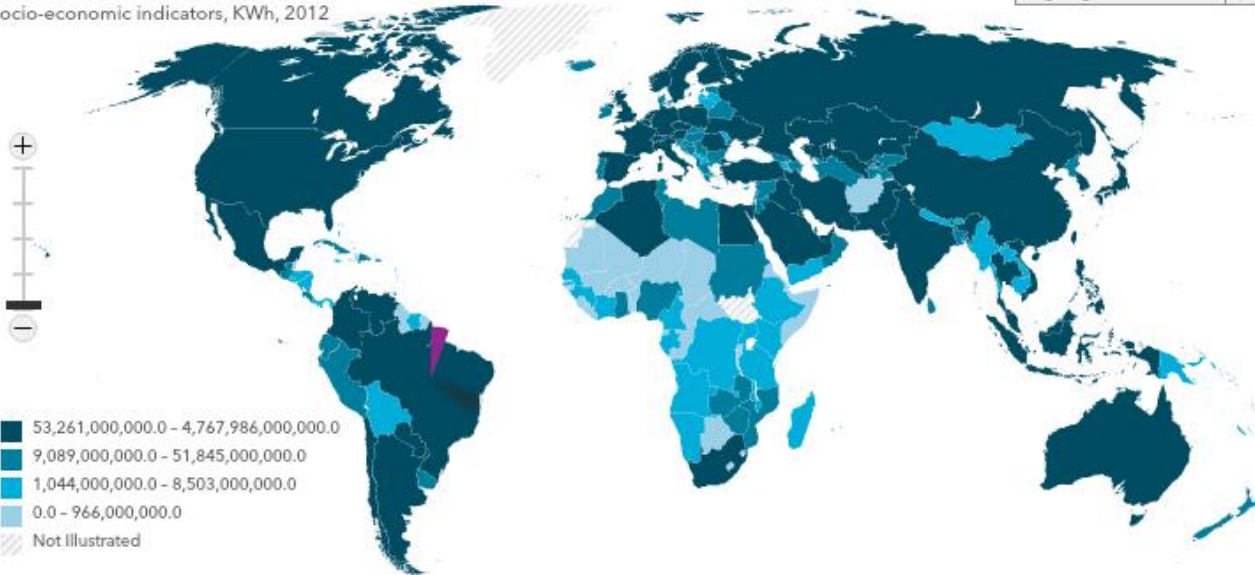 ocio-economic indicators, KWh, 2012
53,261,000,000.0 – 4,767,986,000,000.0
9,089,000,000.0 – 51,845,000,000.0
1,044,000,000.0 – 8,503,000,000.0
0.0 – 966,000,000.0
Not Illustrated